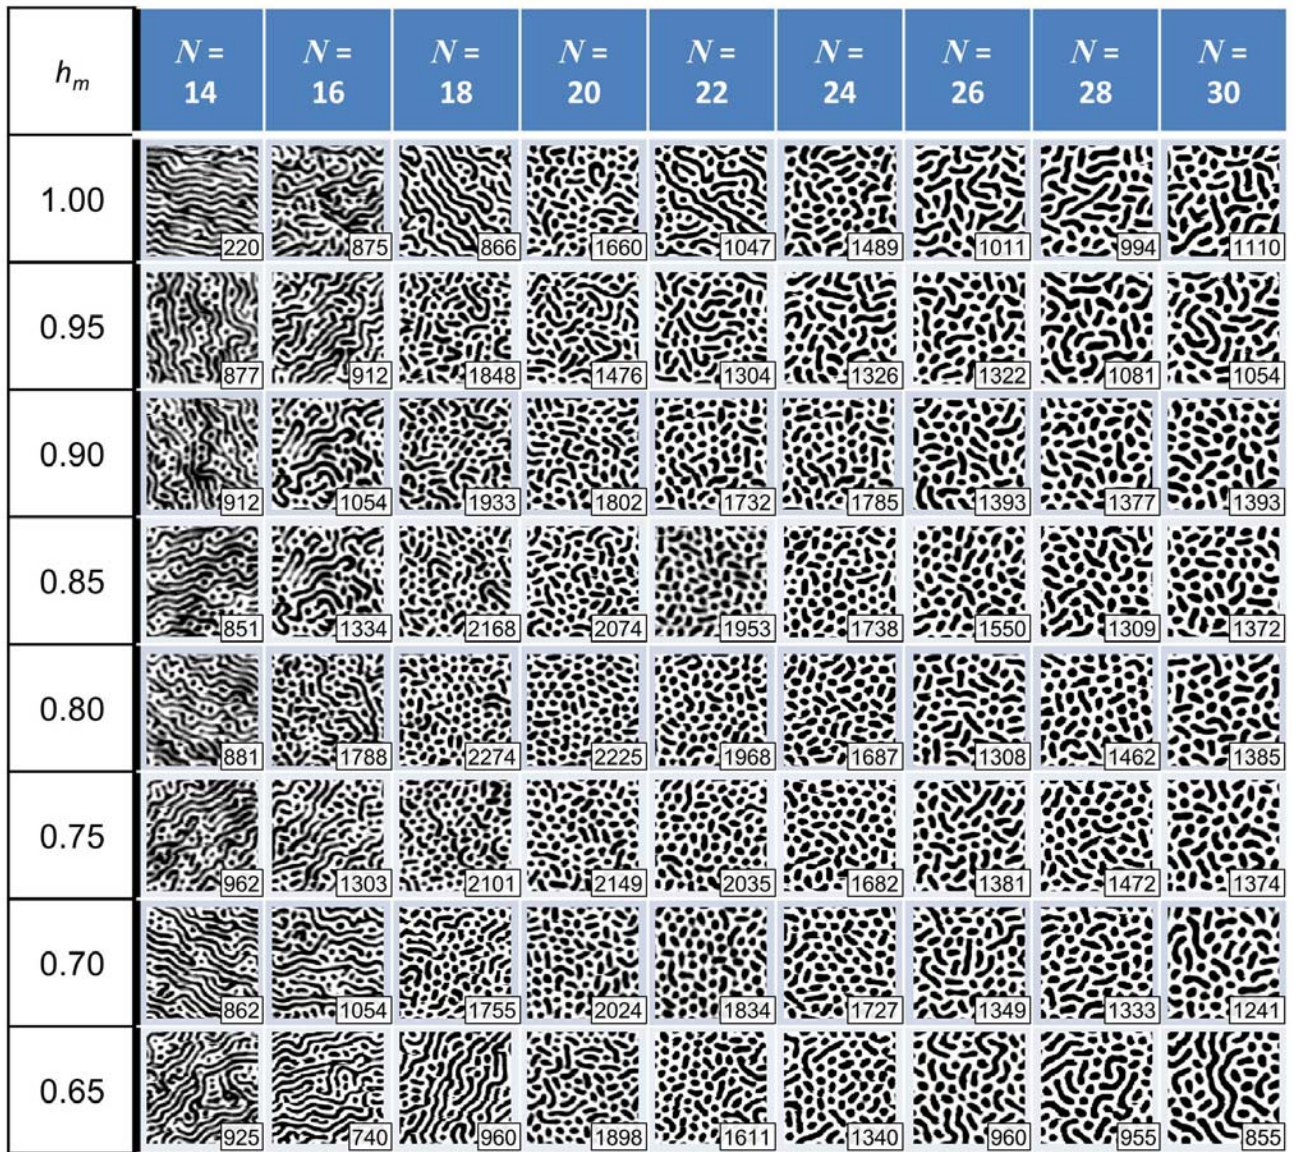 h_m N = 14 N = 16 N = 18 N = 20 N = 22 N = 24 N = 26 N = 28 N = 30
1.00 220 875 866 1660 1047 1489 1011 994 1110
0.95 877 912 1848 1476 1304 1326 1322 1081 1054
0.90 912 1054 1933 1802 1732 1785 1393 1377 1393
0.85 851 1334 2168 2074 1953 1738 1550 1309 1372
0.80 881 1788 2274 2225 1968 1687 1308 1462 1385
0.75 962 1303 2101 2149 2035 1682 1381 1472 1374
0.70 862 1054 1755 2024 1834 1727 1349 1333 1241
0.65 925 740 960 1898 1611 1340 960 955 855